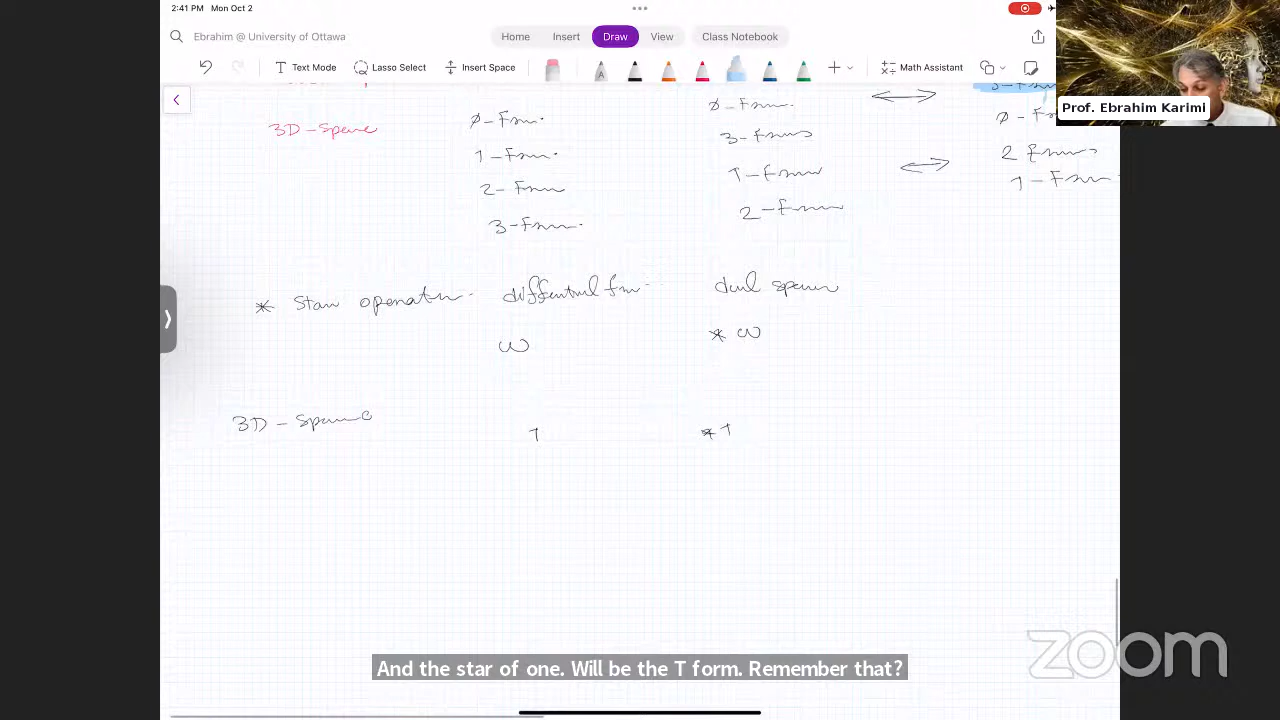 2:41 PM Mon Oct 2
Ebrahim @ University of Ottawa
Home Insert Draw View Class Notebook
Text Mode Lasso Select Insert Space Math Assistant
Prof. Ebrahim Karimi
3D-Space
0-Form
1-Form
2-Form
3-Form
0-Form
3-Forms
1-Form
2-Form
0-Form
2 forms
1-Form
* Star operator differential form dual space
ω *ω
3D-Space 1 *1
And the star of one. Will be the T form. Remember that?
zoom